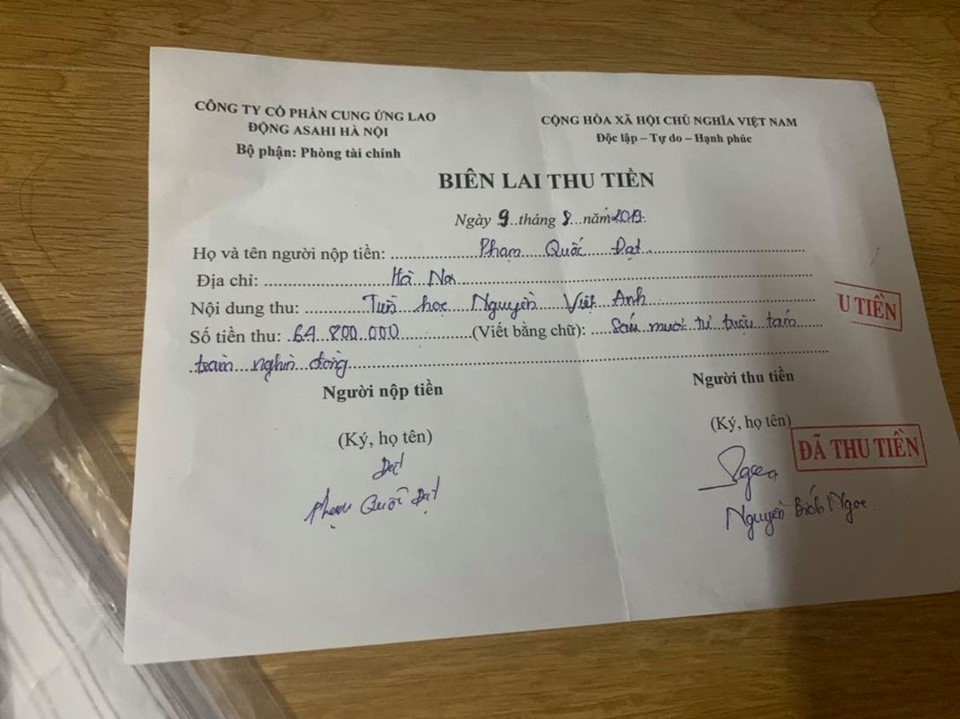 CÔNG TY CỔ PHẦN CUNG ỨNG LAO
ĐỘNG ASAHI HÀ NỘI
Bộ phận: Phòng tài chính
CỘNG HÒA XÃ HỘI CHỦ NGHĨA VIỆT NAM
Độc lập – Tự do – Hạnh phúc
BIÊN LAI THU TIỀN
Ngày 9 tháng 8 năm 2019
Họ và tên người nộp tiền: Phạm Quốc Đạt
Địa chỉ: Hà Nội
Nội dung thu: Tiền học Nguyễn Việt Anh
U TIỀN
Số tiền thu: 64.800.000 (Viết bằng chữ): Sáu mươi tư triệu tám
trăm nghìn đồng
Người nộp tiền
Người thu tiền
(Ký, họ tên)
(Ký, họ tên)
ĐÃ THU TIỀN
Đạt
Ngọc
Phạm Quốc Đạt
Nguyễn Bích Ngọc